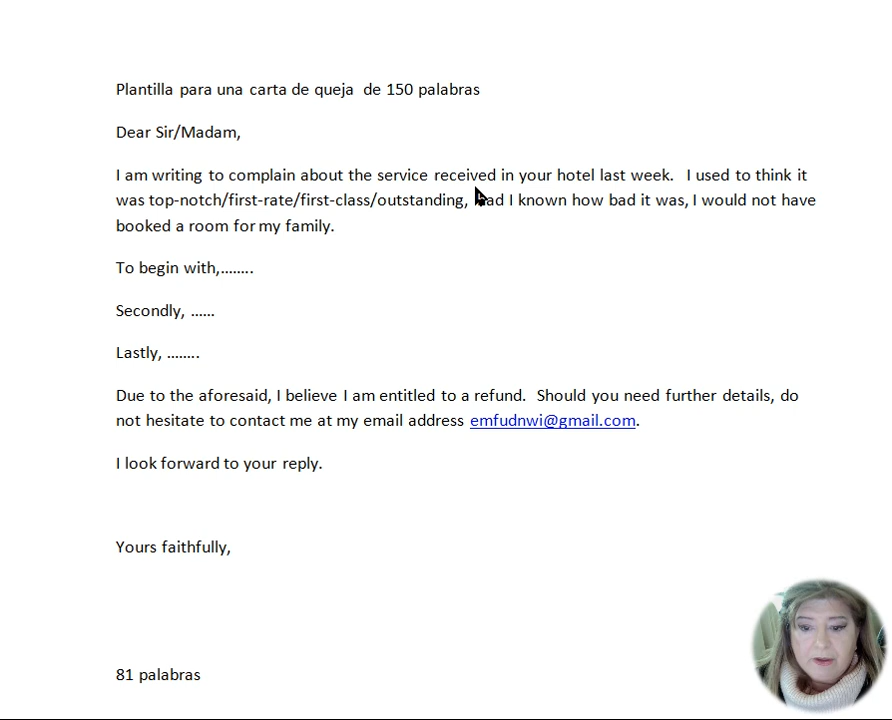 Plantilla para una carta de queja  de 150 palabras
Dear Sir/Madam,
I am writing to complain about the service received in your hotel last week.  I used to think it
was top-notch/first-rate/first-class/outstanding, had I known how bad it was, I would not have
booked a room for my family.
To begin with,........
Secondly, ......
Lastly, ........
Due to the aforesaid, I believe I am entitled to a refund.  Should you need further details, do
not hesitate to contact me at my email address emfudnwi@gmail.com.
I look forward to your reply.
Yours faithfully,
81 palabras